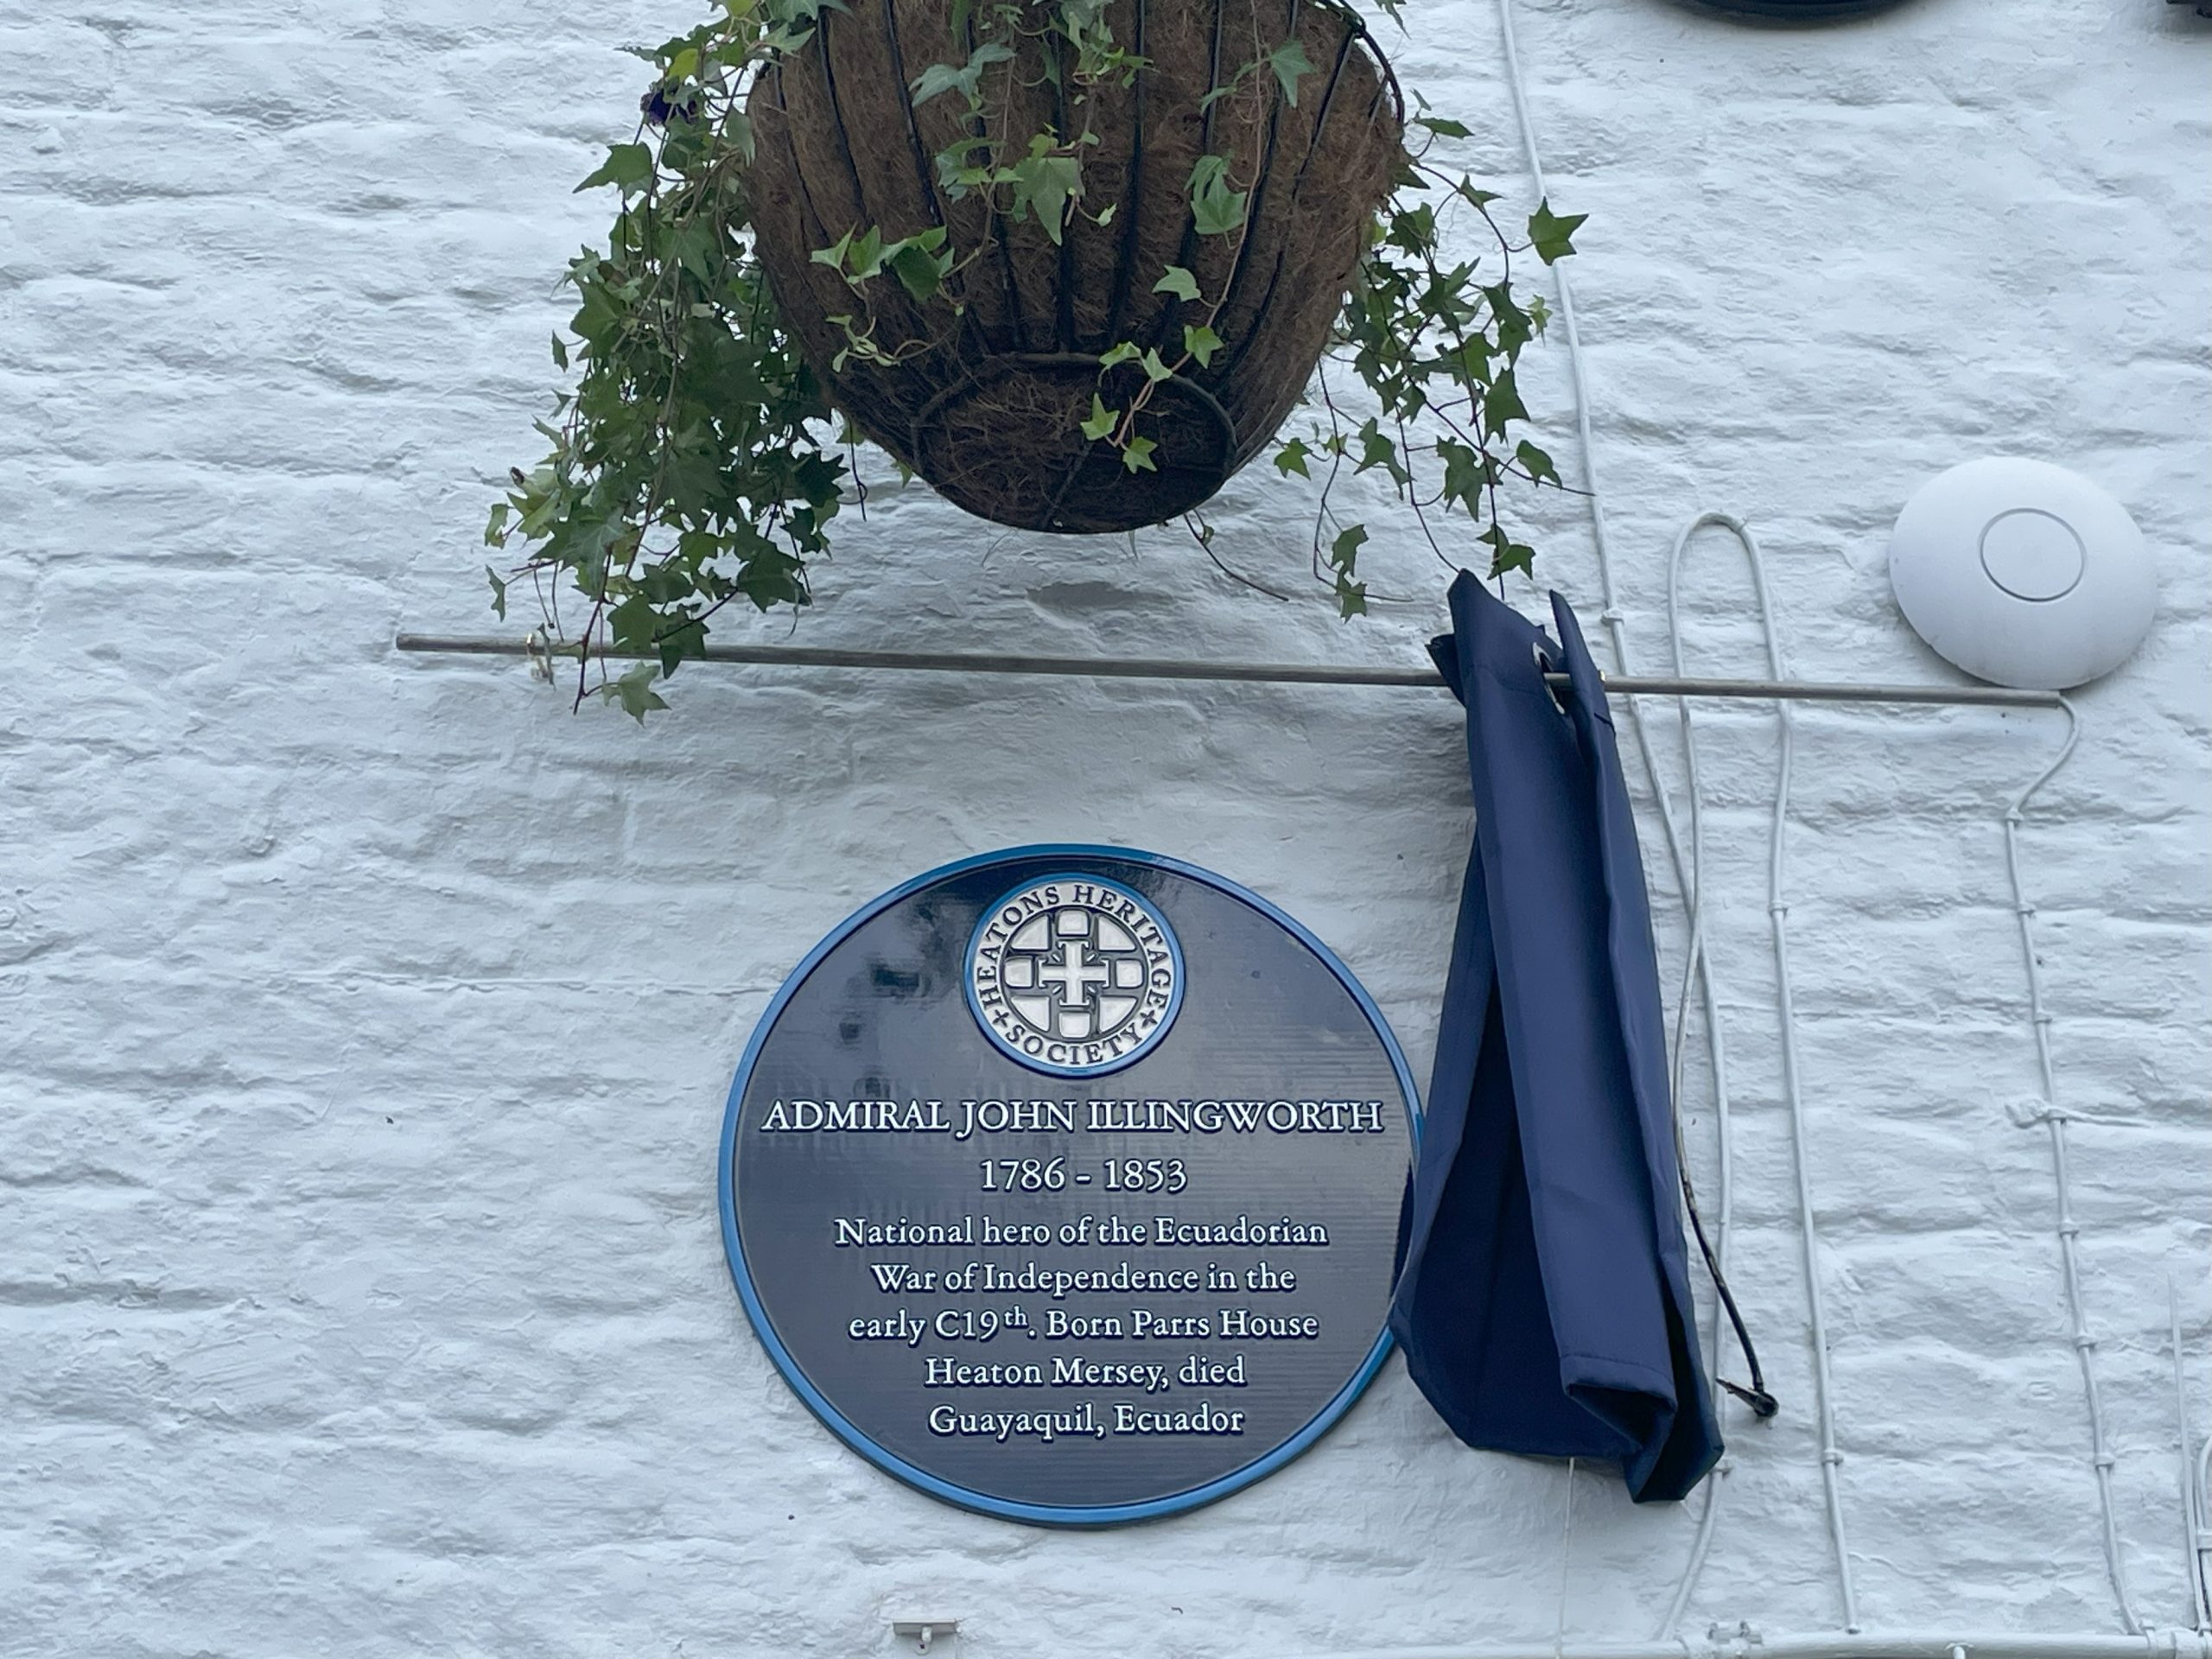 HEATONS HERITAGE
SOCIETY
ADMIRAL JOHN ILLINGWORTH
1786 - 1853
National hero of the Ecuadorian
War of Independence in the
early C19th. Born Parrs House
Heaton Mersey, died
Guayaquil, Ecuador